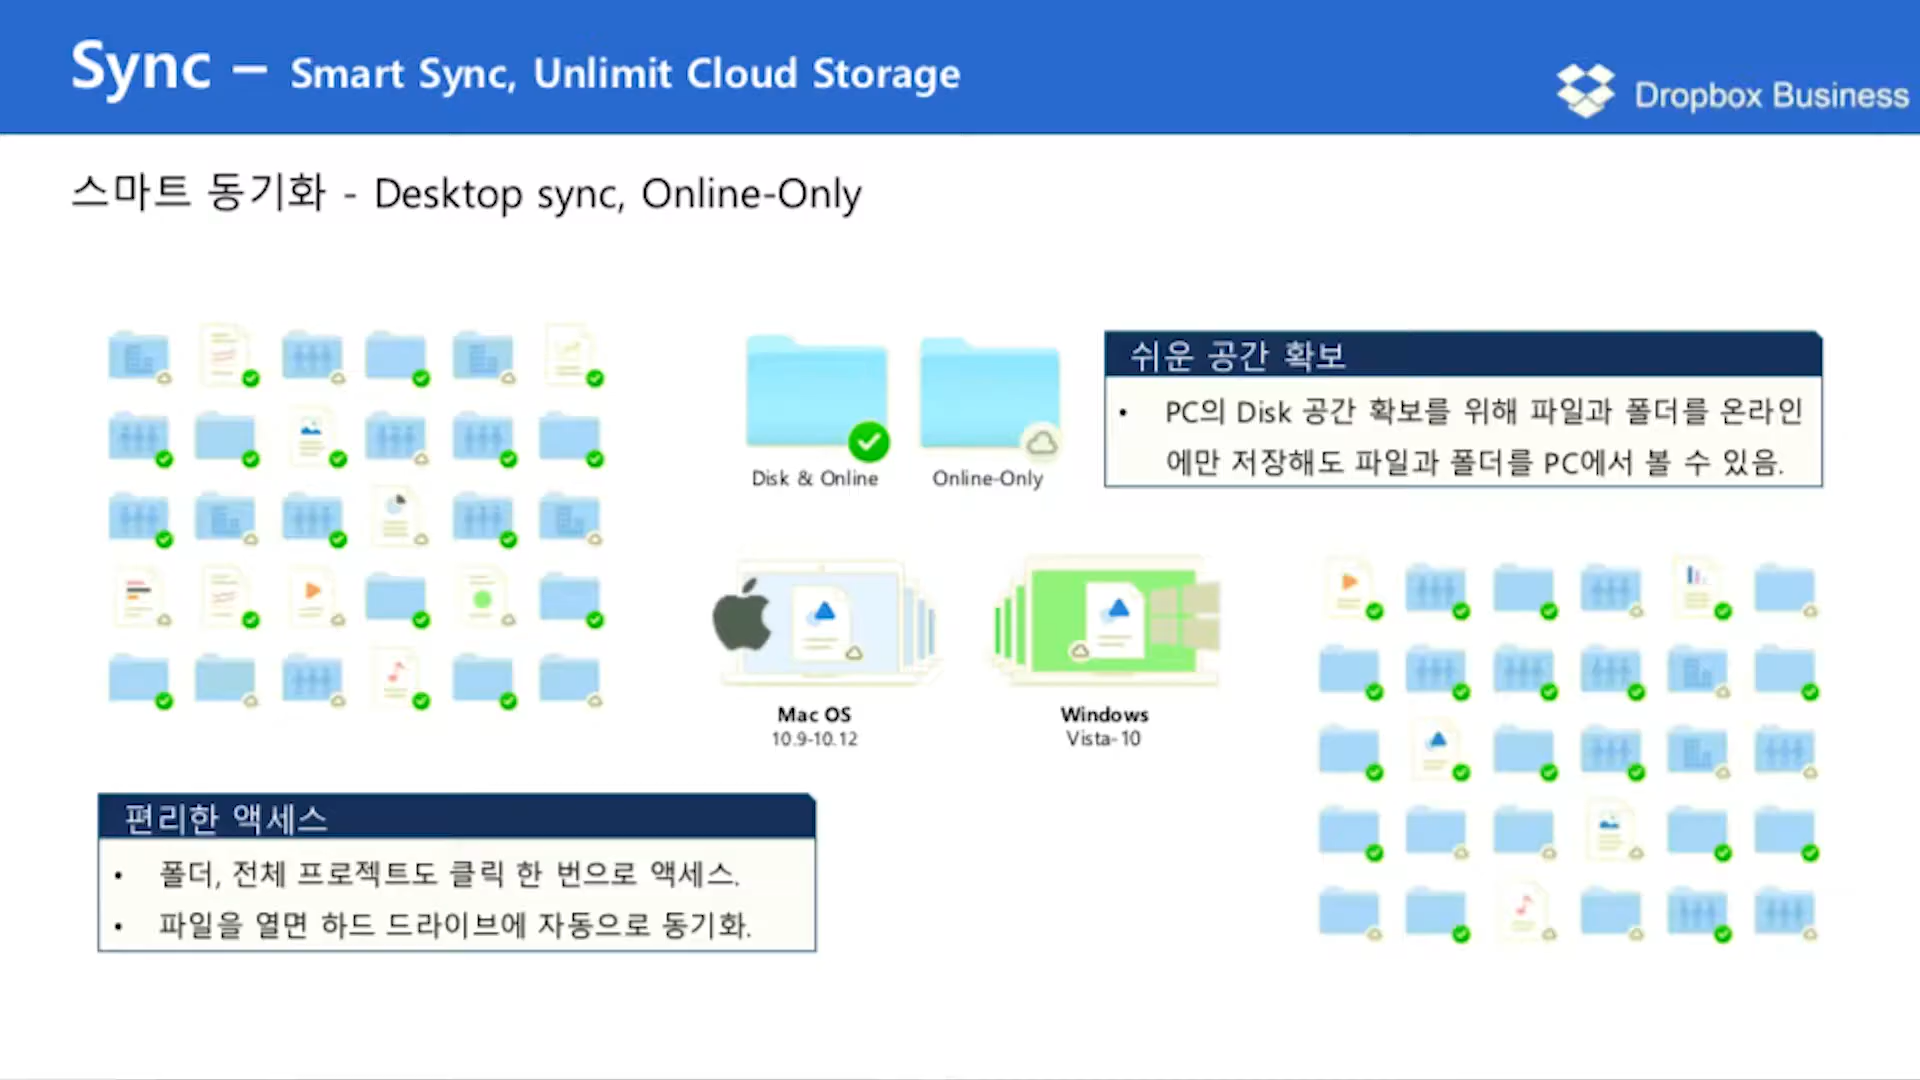 Sync – Smart Sync, Unlimit Cloud Storage
Dropbox Business
스마트 동기화 - Desktop sync, Online-Only
Disk & Online
Online-Only
쉬운 공간 확보
• PC의 Disk 공간 확보를 위해 파일과 폴더를 온라인
에만 저장해도 파일과 폴더를 PC에서 볼 수 있음.
Mac OS
10.9-10.12
Windows
Vista-10
편리한 액세스
• 폴더, 전체 프로젝트도 클릭 한 번으로 액세스.
• 파일을 열면 하드 드라이브에 자동으로 동기화.